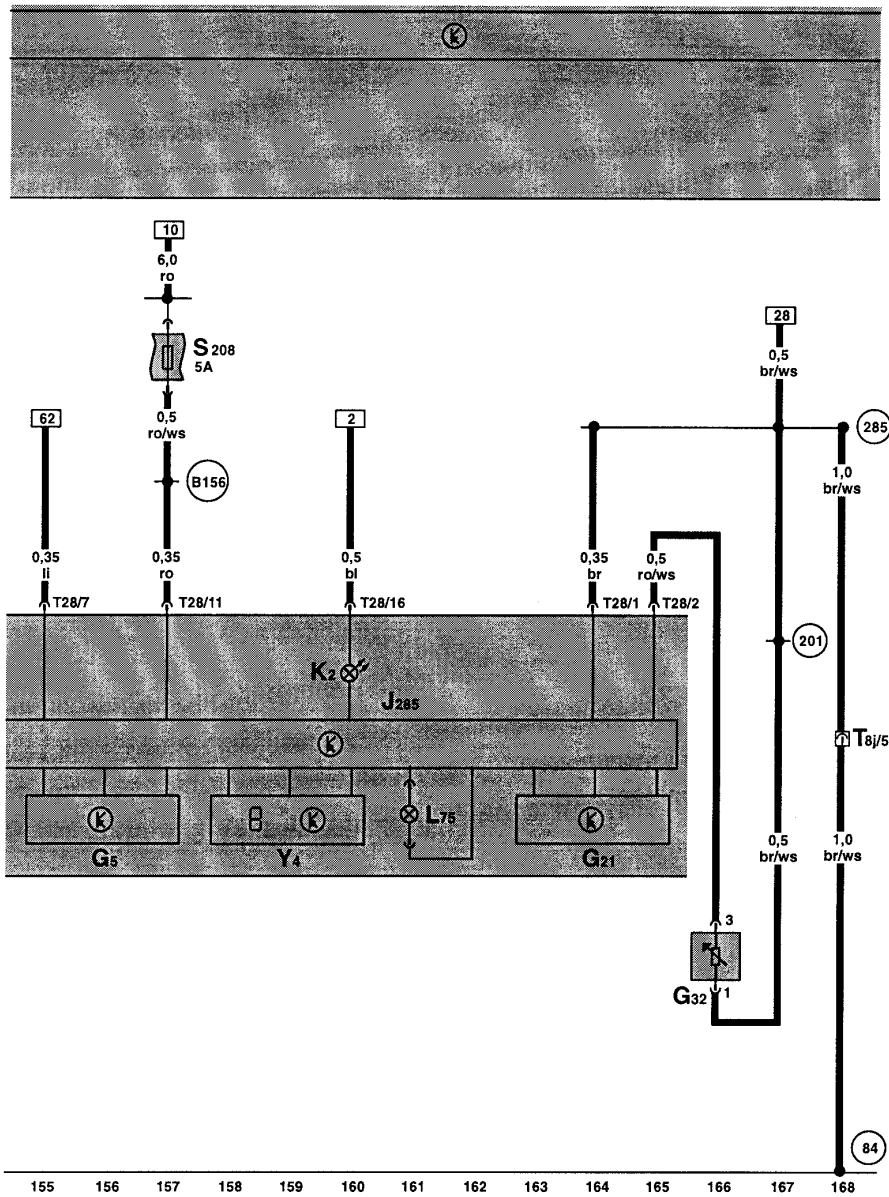 10
6,0
ro
S208
5A
28
0,5
br/ws
62
0,5
ro/ws
2
285
B156
1,0
br/ws
0,35
li
0,35
ro
0,5
bl
0,35
br
0,5
ro/ws
T28/7
T28/11
T28/16
T28/1
T28/2
201
K2
J285
T8j/5
L75
G5
Y4
G21
0,5
br/ws
1,0
br/ws
3
G32
1
84
155 156 157 158 159 160 161 162 163 164 165 166 167 168